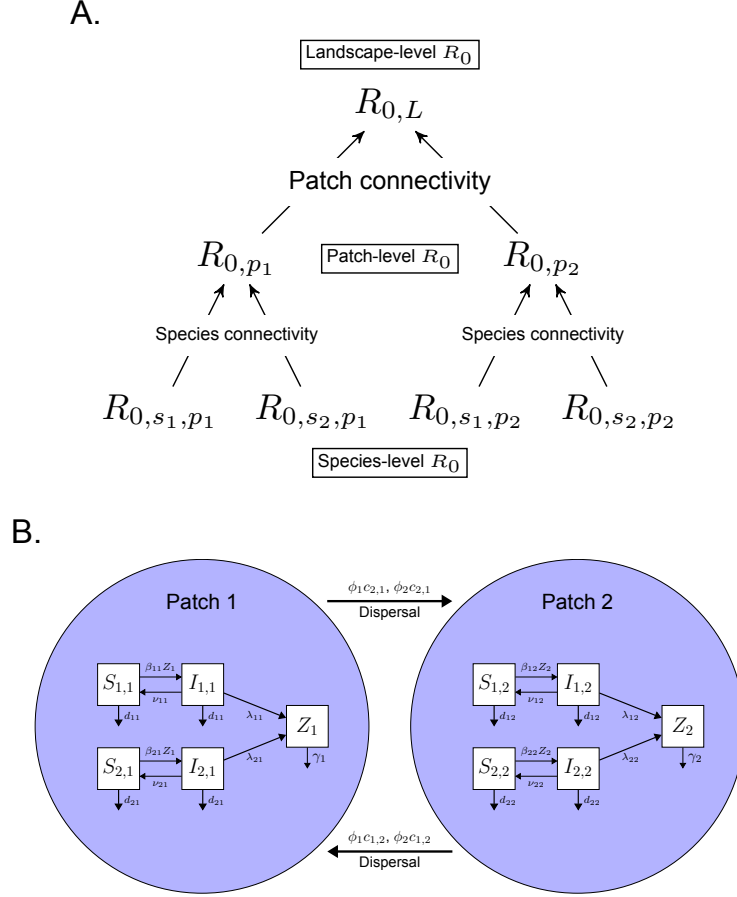 A.
Landscape-level R_0
R_{0,L}
Patch connectivity
R_{0,p_1} Patch-level R_0 R_{0,p_2}
Species connectivity Species connectivity
R_{0,s_1,p_1} R_{0,s_2,p_1} R_{0,s_1,p_2} R_{0,s_2,p_2}
Species-level R_0
B.
ϕ_1c_{2,1}, ϕ_2c_{2,1}
Patch 1 Dispersal Patch 2
β_{11}Z_1 β_{12}Z_2
S_{1,1} I_{1,1} S_{1,2} I_{1,2}
ν_{11} ν_{12}
d_{11} d_{11} λ_{11} d_{12} d_{12} λ_{12}
Z_1 Z_2
β_{21}Z_1 λ_{21} γ_1 β_{22}Z_2 λ_{22} γ_2
S_{2,1} I_{2,1} S_{2,2} I_{2,2}
ν_{21} ν_{22}
d_{21} d_{21} d_{22} d_{22}
ϕ_1c_{1,2}, ϕ_2c_{1,2}
Dispersal